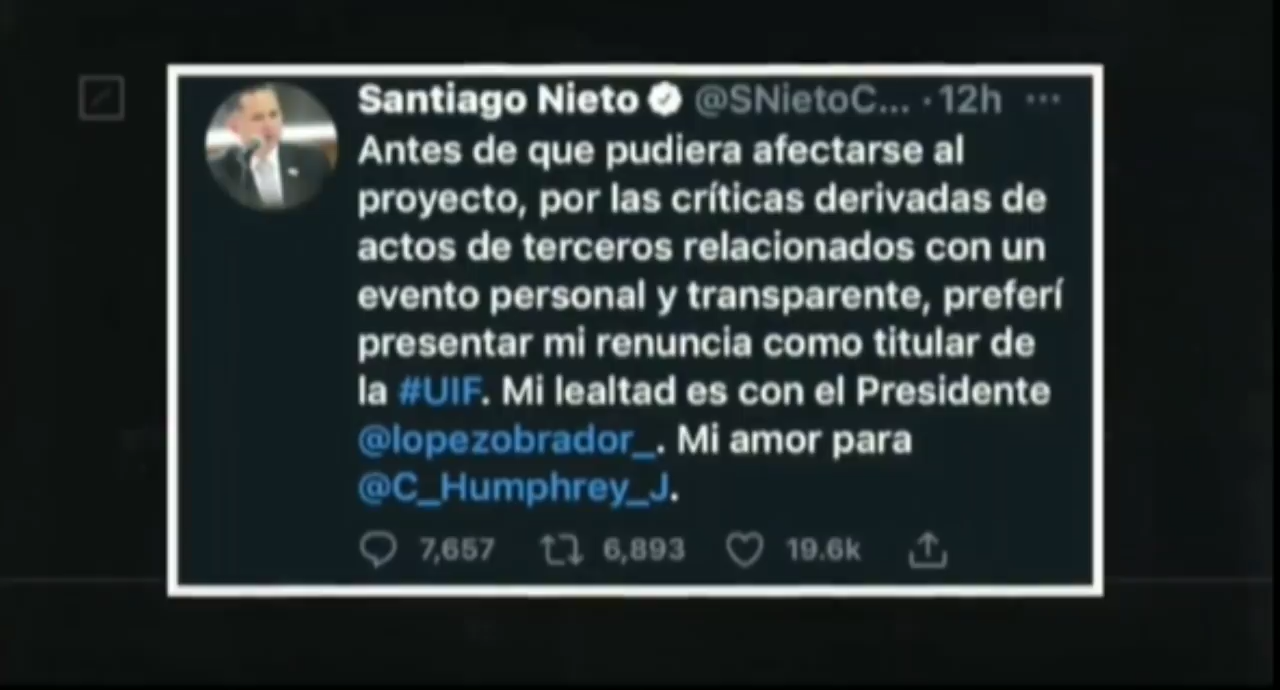 Santiago Nieto @SNietoC... · 12h ...
Antes de que pudiera afectarse al
proyecto, por las críticas derivadas de
actos de terceros relacionados con un
evento personal y transparente, preferí
presentar mi renuncia como titular de
la #UIF. Mi lealtad es con el Presidente
@lopezobrador_. Mi amor para
@C_Humphrey_J.
7,657 6,893 19.6k